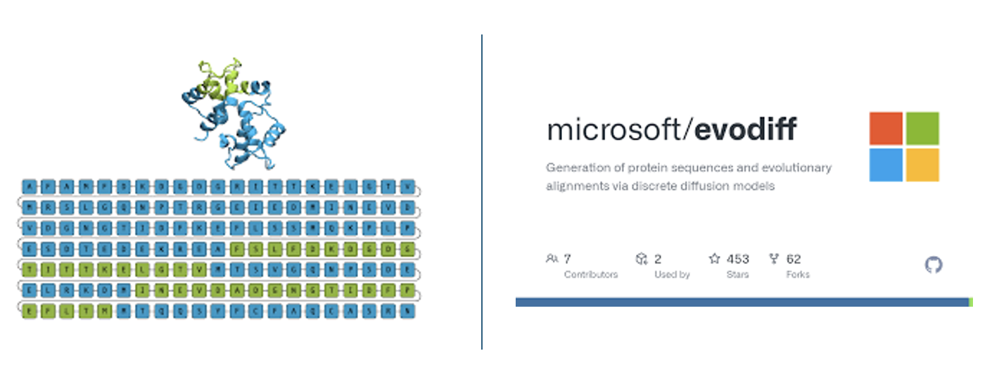 A F A M F D K D G D G R I T T K E L G T V
M R S L G Q N P T R G E I E D M I N E V D
V D G N G T I D F K E F L S S M Q K P L P
E S D T E D E K R E A F S L F D K D G D G
T I T T K E L G T V M T S V G Q N P S D E
E L R K D M I N E V D A D G N G T I D F P
E F L T M M T Q Q S Y F C F A Q C A S R N
microsoft/evodiff
Generation of protein sequences and evolutionary
alignments via discrete diffusion models
7 2 453 62
Contributors Used by Stars Forks